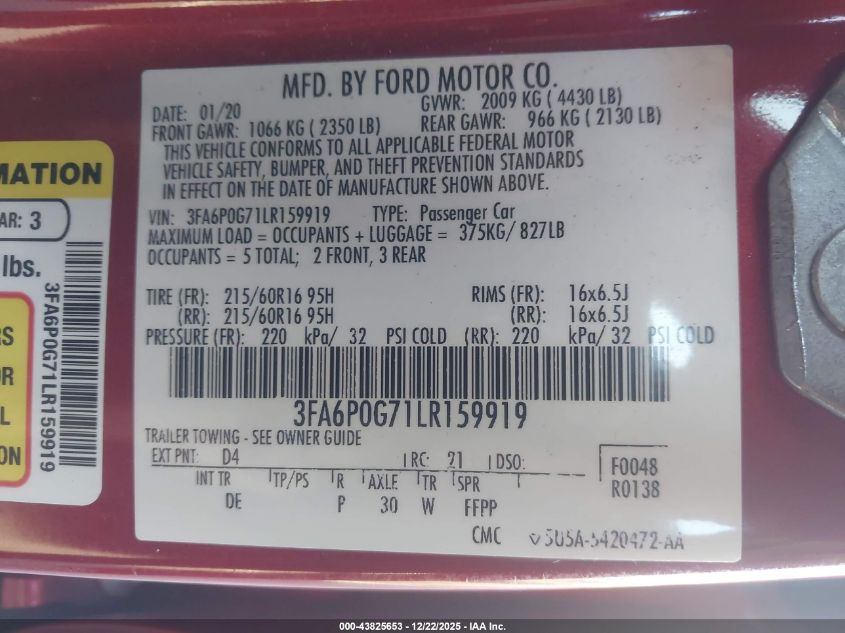 MFD. BY FORD MOTOR CO.
DATE: 01/20 GVWR: 2009 KG ( 4430 LB)
FRONT GAWR: 1066 KG ( 2350 LB) REAR GAWR: 966 KG ( 2130 LB)
THIS VEHICLE CONFORMS TO ALL APPLICABLE FEDERAL MOTOR
VEHICLE SAFETY, BUMPER, AND THEFT PREVENTION STANDARDS
IN EFFECT ON THE DATE OF MANUFACTURE SHOWN ABOVE.
VIN: 3FA6P0G71LR159919 TYPE: Passenger Car
MAXIMUM LOAD = OCCUPANTS + LUGGAGE = 375KG/ 827LB
OCCUPANTS = 5 TOTAL; 2 FRONT, 3 REAR
TIRE (FR): 215/60R16 95H RIMS (FR): 16x6.5J
(RR): 215/60R16 95H (RR): 16x6.5J
PRESSURE (FR): 220 kPa/ 32 PSI COLD (RR): 220 kPa/ 32 PSI COLD
3FA6P0G71LR159919
TRAILER TOWING - SEE OWNER GUIDE
EXT PNT: D4 RC: 21 DSO:
INT TR TP/PS R AXLE TR SPR
DE P 30 W FFPP
F0048
R0138
CMC 5U5A-5420472-AA
MATION
AR: 3
lbs.
RS
OR
L
ON
3FA6P0G71LR159919
000-43825653 - 12/22/2025 - IAA Inc.